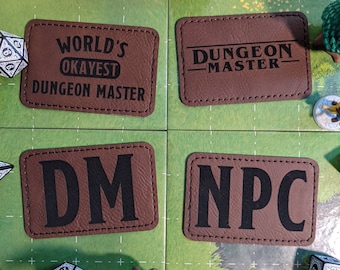 WORLD'S
OKAYEST
DUNGEON MASTER
DUNGEON
MASTER
DM
NPC